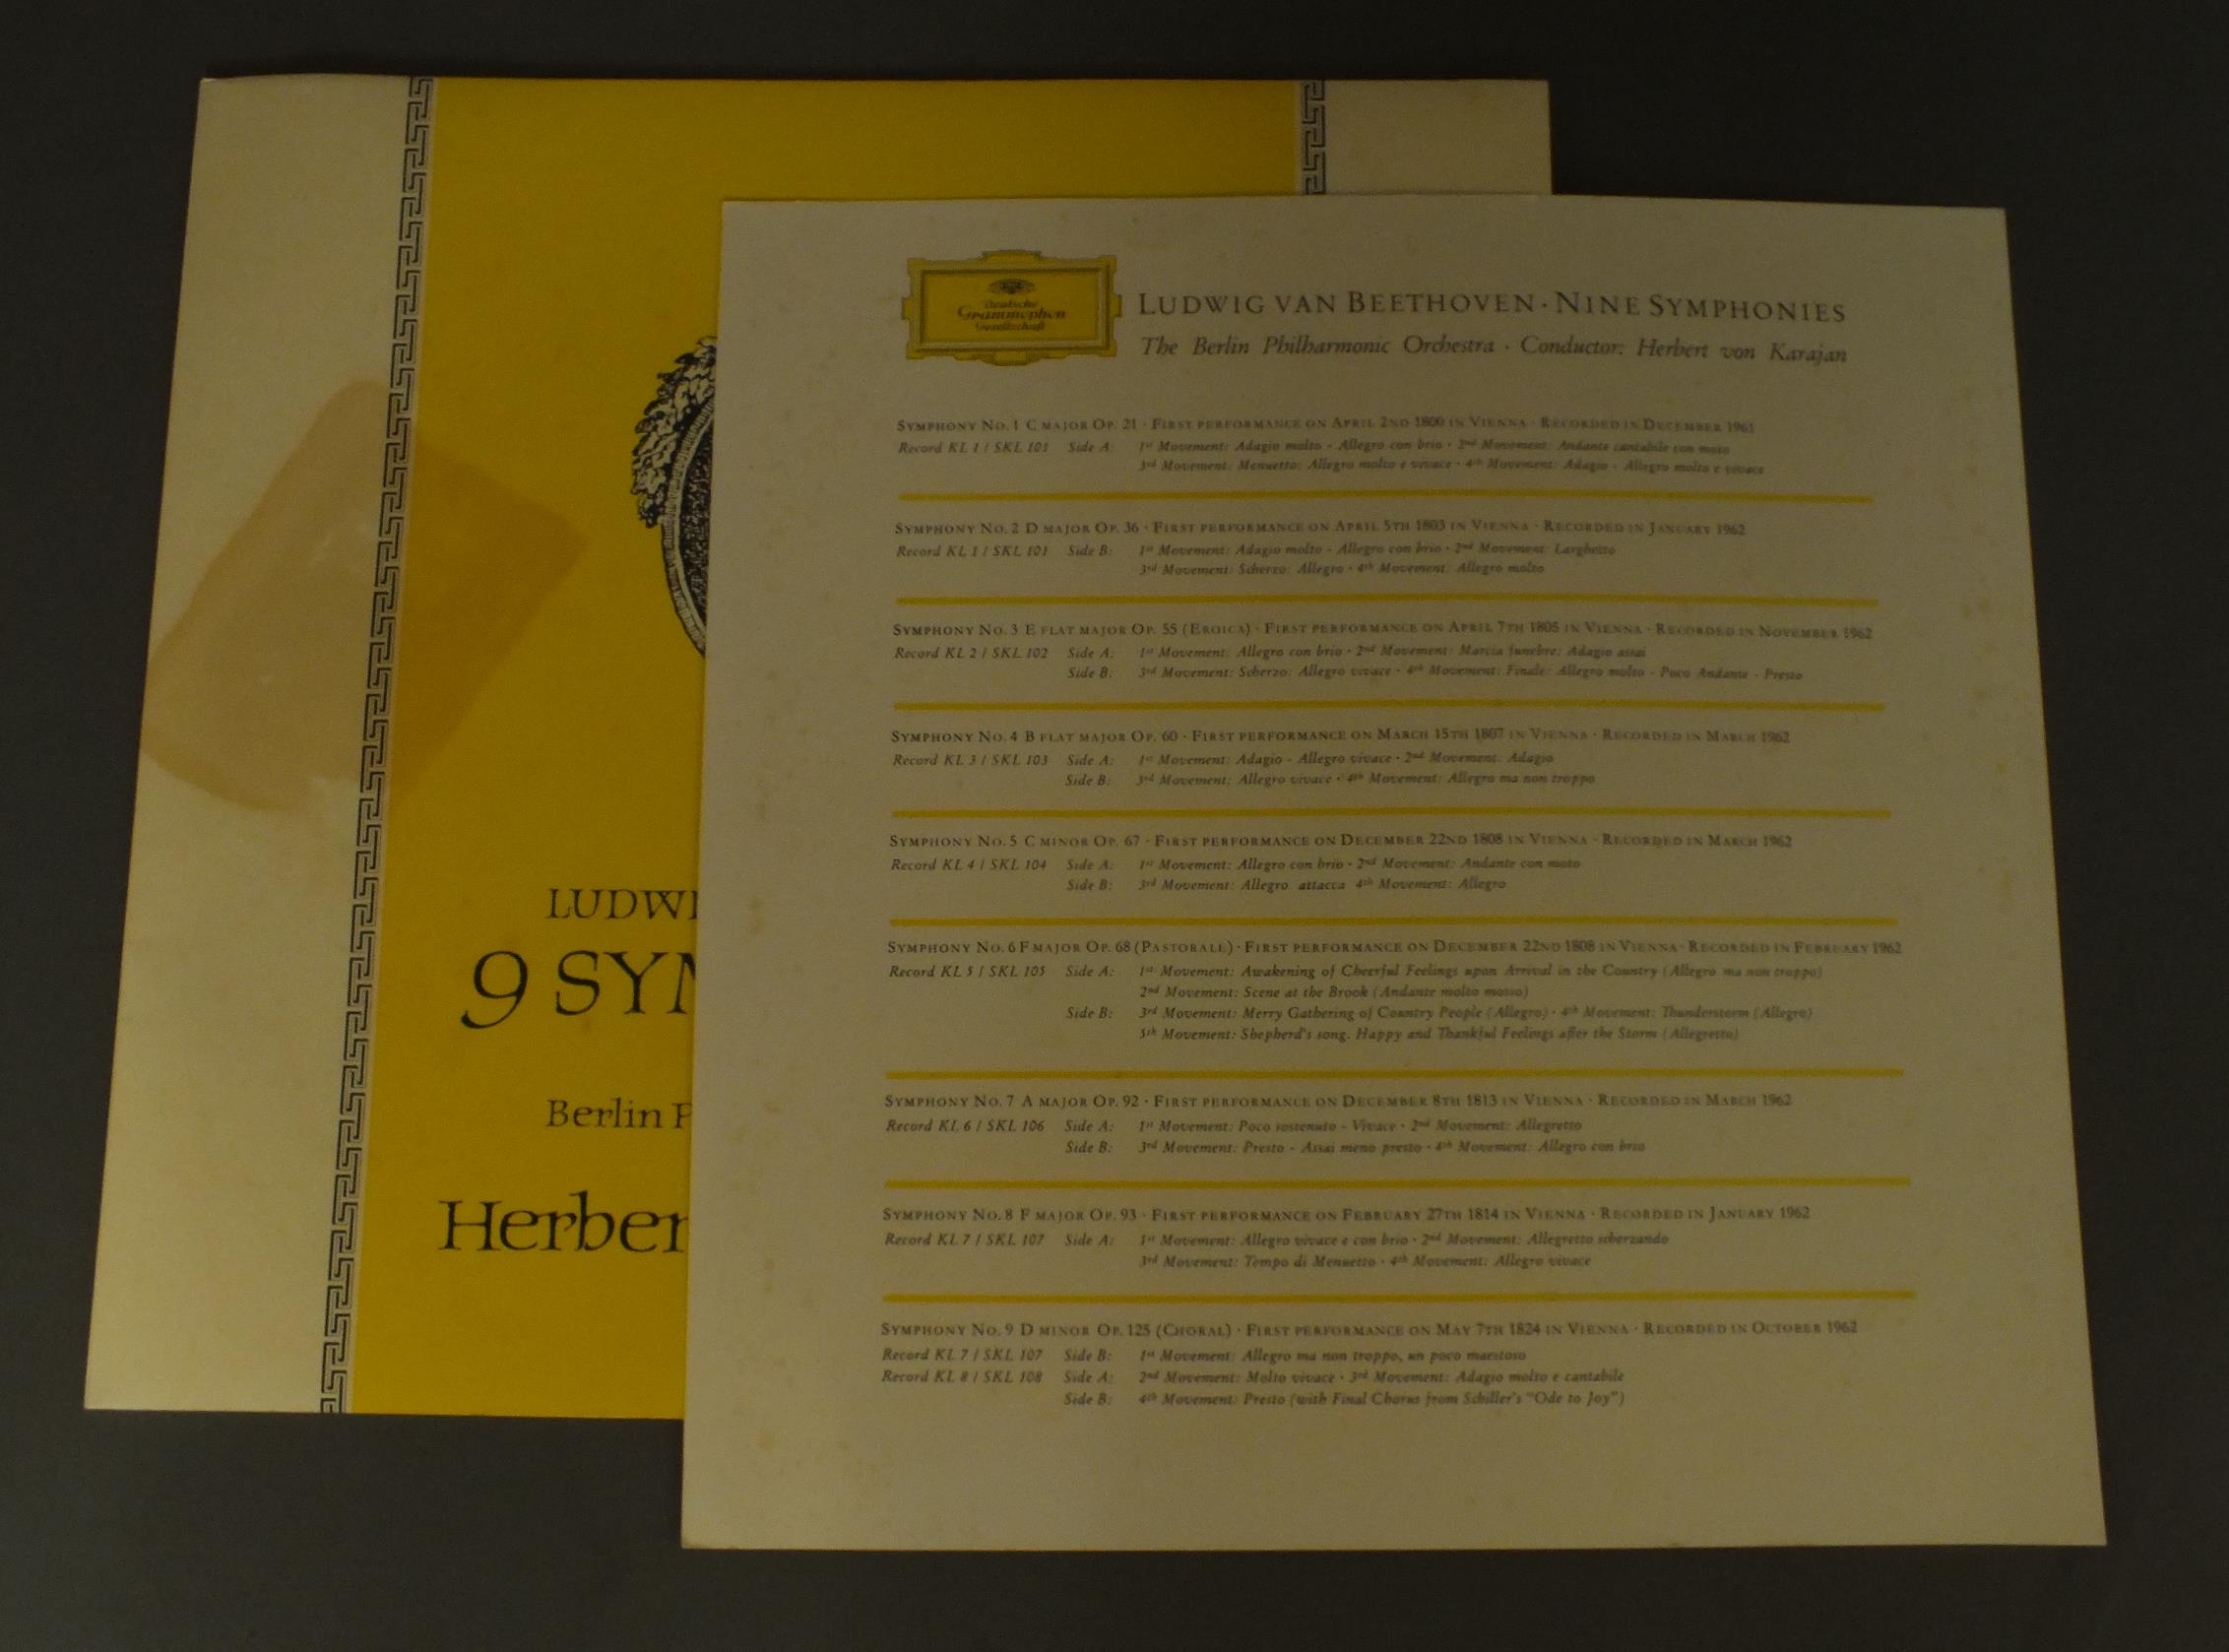 LUDWI
9 SYM
Berlin P
Herber
Deutsche
Grammophon
Gesellschaft
LUDWIG VAN BEETHOVEN · NINE SYMPHONIES
The Berlin Philharmonic Orchestra · Conductor: Herbert von Karajan
SYMPHONY NO. 1 C MAJOR OP. 21 · FIRST PERFORMANCE ON APRIL 2ND 1800 IN VIENNA · RECORDED IN DECEMBER 1961
Record KL 1 / SKL 101 Side A: 1st Movement: Adagio molto - Allegro con brio · 2nd Movement: Andante cantabile con moto
3rd Movement: Menuetto: Allegro molto e vivace · 4th Movement: Adagio - Allegro molto e vivace
SYMPHONY NO. 2 D MAJOR OP. 36 · FIRST PERFORMANCE ON APRIL 5TH 1803 IN VIENNA · RECORDED IN JANUARY 1962
Record KL 1 / SKL 101 Side B: 1st Movement: Adagio molto - Allegro con brio · 2nd Movement: Larghetto
3rd Movement: Scherzo: Allegro · 4th Movement: Allegro molto
SYMPHONY NO. 3 E FLAT MAJOR OP. 55 (EROICA) · FIRST PERFORMANCE ON APRIL 7TH 1805 IN VIENNA · RECORDED IN NOVEMBER 1962
Record KL 2 / SKL 102 Side A: 1st Movement: Allegro con brio · 2nd Movement: Marcia funebre: Adagio assai
Side B: 3rd Movement: Scherzo: Allegro vivace · 4th Movement: Finale: Allegro molto - Poco Andante - Presto
SYMPHONY NO. 4 B FLAT MAJOR OP. 60 · FIRST PERFORMANCE ON MARCH 15TH 1807 IN VIENNA · RECORDED IN MARCH 1962
Record KL 3 / SKL 103 Side A: 1st Movement: Adagio - Allegro vivace · 2nd Movement: Adagio
Side B: 3rd Movement: Allegro vivace · 4th Movement: Allegro ma non troppo
SYMPHONY NO. 5 C MINOR OP. 67 · FIRST PERFORMANCE ON DECEMBER 22ND 1808 IN VIENNA · RECORDED IN MARCH 1962
Record KL 4 / SKL 104 Side A: 1st Movement: Allegro con brio · 2nd Movement: Andante con moto
Side B: 3rd Movement: Allegro attacca 4th Movement: Allegro
SYMPHONY NO. 6 F MAJOR OP. 68 (PASTORALE) · FIRST PERFORMANCE ON DECEMBER 22ND 1808 IN VIENNA · RECORDED IN FEBRUARY 1962
Record KL 5 / SKL 105 Side A: 1st Movement: Awakening of Cheerful Feelings upon Arrival in the Country (Allegro ma non troppo)
2nd Movement: Scene at the Brook (Andante molto mosso)
Side B: 3rd Movement: Merry Gathering of Country People (Allegro) · 4th Movement: Thunderstorm (Allegro)
5th Movement: Shepherd's song. Happy and Thankful Feelings after the Storm (Allegretto)
SYMPHONY NO. 7 A MAJOR OP. 92 · FIRST PERFORMANCE ON DECEMBER 8TH 1813 IN VIENNA · RECORDED IN MARCH 1962
Record KL 6 / SKL 106 Side A: 1st Movement: Poco sostenuto - Vivace · 2nd Movement: Allegretto
Side B: 3rd Movement: Presto - Assai meno presto · 4th Movement: Allegro con brio
SYMPHONY NO. 8 F MAJOR OP. 93 · FIRST PERFORMANCE ON FEBRUARY 27TH 1814 IN VIENNA · RECORDED IN JANUARY 1962
Record KL 7 / SKL 107 Side A: 1st Movement: Allegro vivace e con brio · 2nd Movement: Allegretto scherzando
3rd Movement: Tempo di Menuetto · 4th Movement: Allegro vivace
SYMPHONY NO. 9 D MINOR OP. 125 (CHORAL) · FIRST PERFORMANCE ON MAY 7TH 1824 IN VIENNA · RECORDED IN OCTOBER 1962
Record KL 7 / SKL 107 Side B: 1st Movement: Allegro ma non troppo, un poco maestoso
Record KL 8 / SKL 108 Side A: 2nd Movement: Molto vivace · 3rd Movement: Adagio molto e cantabile
Side B: 4th Movement: Presto (with Final Chorus from Schiller's "Ode to Joy")